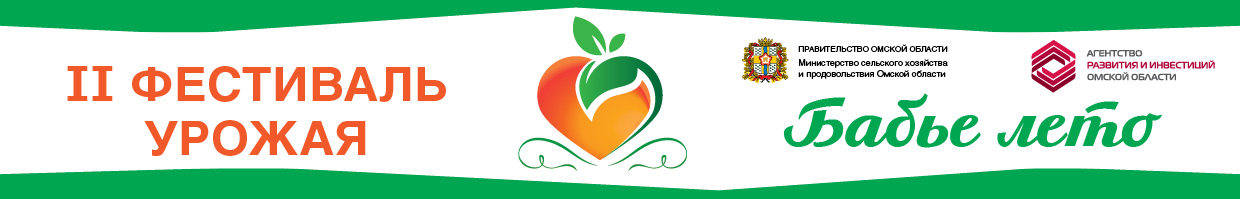 II ФЕСТИВАЛЬ
УРОЖАЯ
ПРАВИТЕЛЬСТВО ОМСКОЙ ОБЛАСТИ
Министерство сельского хозяйства
и продовольствия Омской области
АГЕНТСТВО
РАЗВИТИЯ И ИНВЕСТИЦИЙ
ОМСКОЙ ОБЛАСТИ
Бабье лето